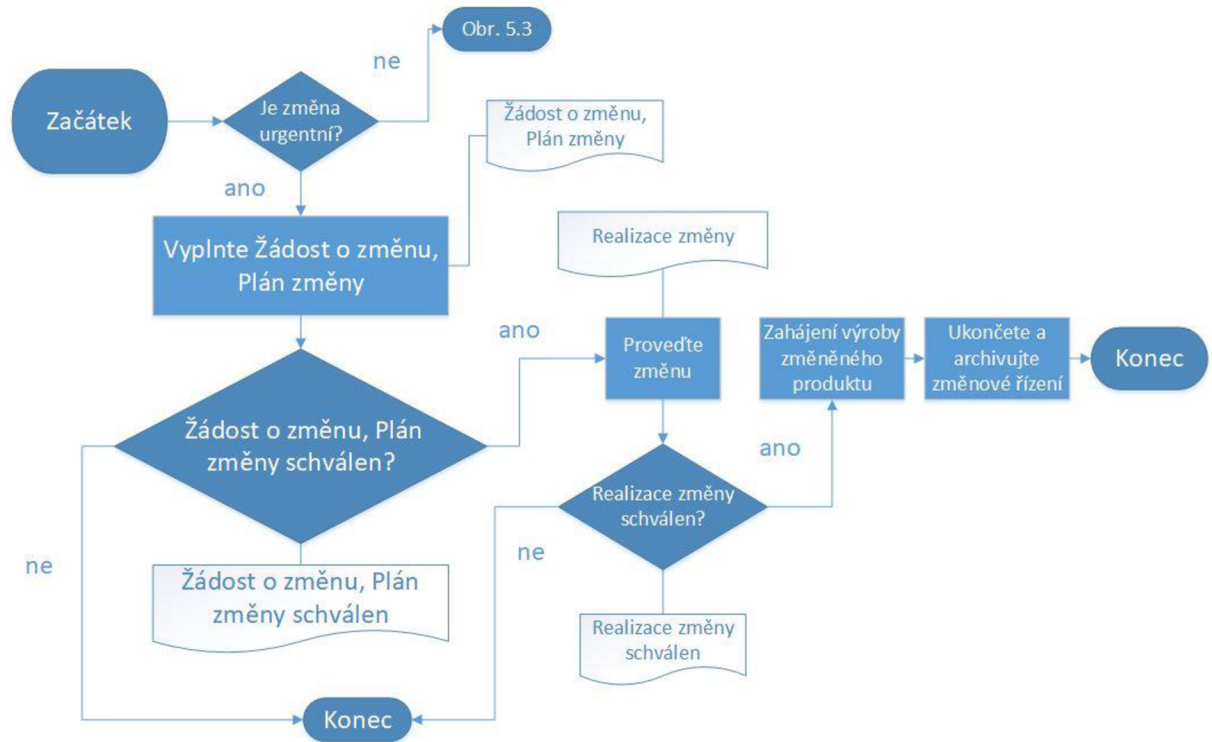 Obr. 5.3
ne
Začátek
Je změna
urgentní?
Žádost o změnu,
Plán změny
ano
Vyplnte Žádost o změnu,
Plán změny
Realizace změny
ano
Proveďte
změnu
Zahájení výroby
změněného
produktu
Ukončete a
archivujte
změnové řízení
Konec
Žádost o změnu, Plán
změny schválen?
ano
Realizace změny
schválen?
ne
ne
Žádost o změnu, Plán
změny schválen
Realizace změny
schválen
Konec